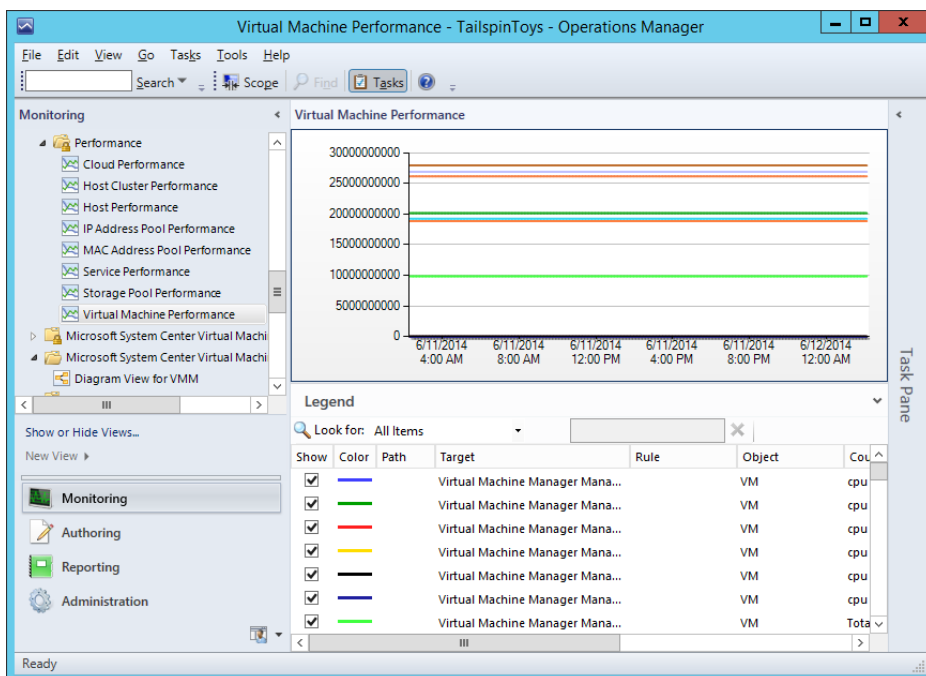 Virtual Machine Performance - TailspinToys - Operations Manager
File Edit View Go Tasks Tools Help
Search Scope Find Tasks
Monitoring
Performance
Cloud Performance
Host Cluster Performance
Host Performance
IP Address Pool Performance
MAC Address Pool Performance
Service Performance
Storage Pool Performance
Virtual Machine Performance
Microsoft System Center Virtual Machi
Microsoft System Center Virtual Machi
Diagram View for VMM
Show or Hide Views...
New View
Monitoring
Authoring
Reporting
Administration
Virtual Machine Performance
30000000000
25000000000
20000000000
15000000000
10000000000
5000000000
0
6/11/2014 6/11/2014 6/11/2014 6/11/2014 6/11/2014 6/12/2014
4:00 AM 8:00 AM 12:00 PM 4:00 PM 8:00 PM 12:00 AM
Legend
Look for: All Items
Show Color Path Target Rule Object Cou
Virtual Machine Manager Mana... VM cpu
Virtual Machine Manager Mana... VM cpu
Virtual Machine Manager Mana... VM cpu
Virtual Machine Manager Mana... VM cpu
Virtual Machine Manager Mana... VM cpu
Virtual Machine Manager Mana... VM cpu
Virtual Machine Manager Mana... VM Tota
Task Pane
Ready